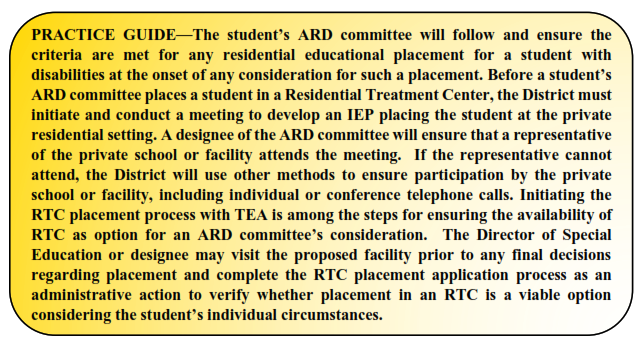 PRACTICE GUIDE—The student’s ARD committee will follow and ensure the
criteria are met for any residential educational placement for a student with
disabilities at the onset of any consideration for such a placement. Before a student’s
ARD committee places a student in a Residential Treatment Center, the District must
initiate and conduct a meeting to develop an IEP placing the student at the private
residential setting. A designee of the ARD committee will ensure that a representative
of the private school or facility attends the meeting. If the representative cannot
attend, the District will use other methods to ensure participation by the private
school or facility, including individual or conference telephone calls. Initiating the
RTC placement process with TEA is among the steps for ensuring the availability of
RTC as option for an ARD committee’s consideration. The Director of Special
Education or designee may visit the proposed facility prior to any final decisions
regarding placement and complete the RTC placement application process as an
administrative action to verify whether placement in an RTC is a viable option
considering the student’s individual circumstances.